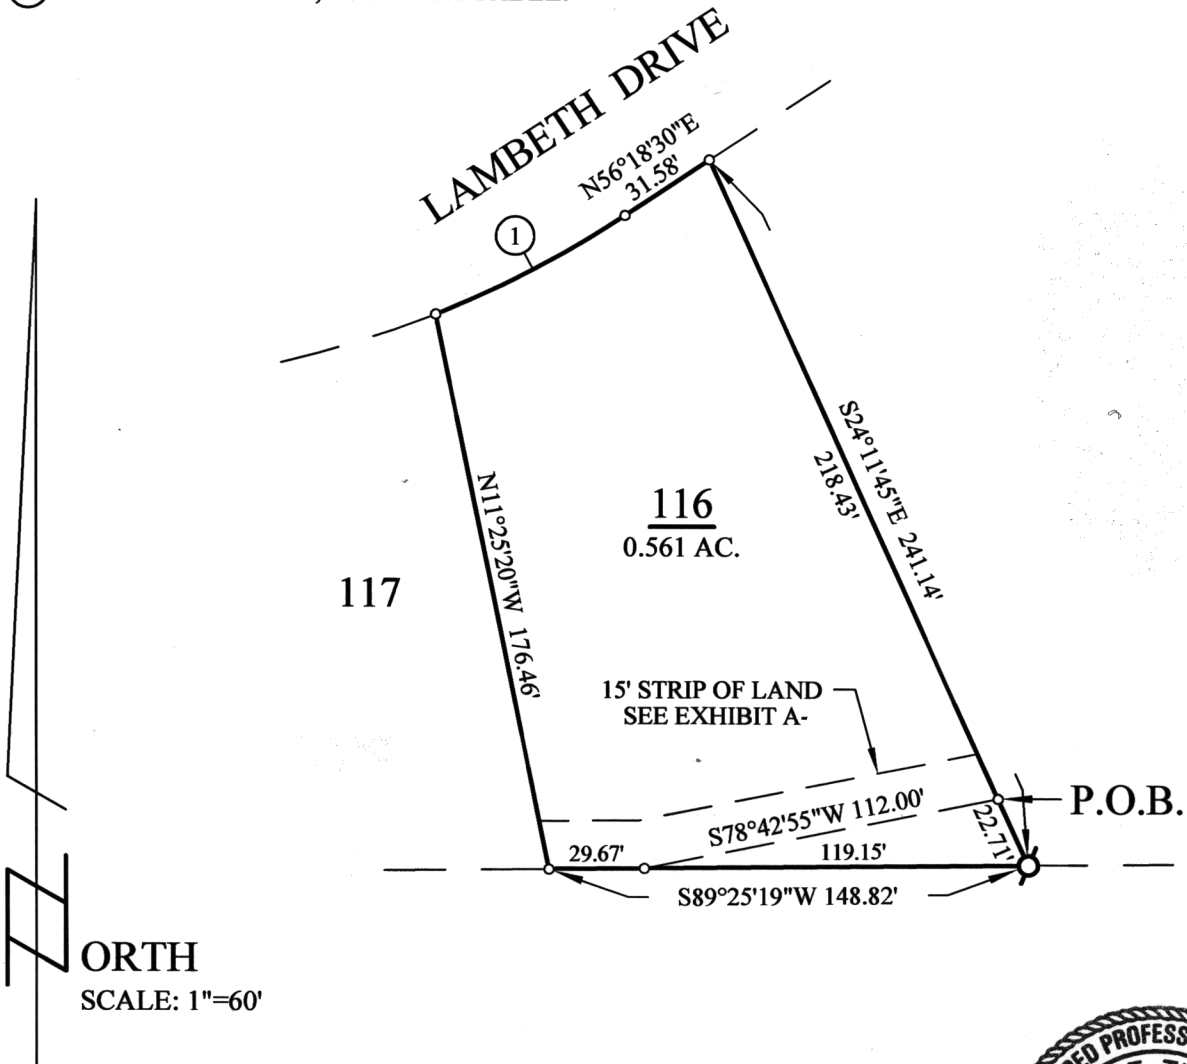 LAMBETH DRIVE
N56°18'30"E
31.58'
1
S24°11'45"E 241.14'
218.43'
N11°25'20"W 176.46'
116
0.561 AC.
117
15' STRIP OF LAND
SEE EXHIBIT A-
S78°42'55"W 112.00'
P.O.B.
22.71'
29.67'
119.15'
S89°25'19"W 148.82'
NORTH
SCALE: 1"=60'